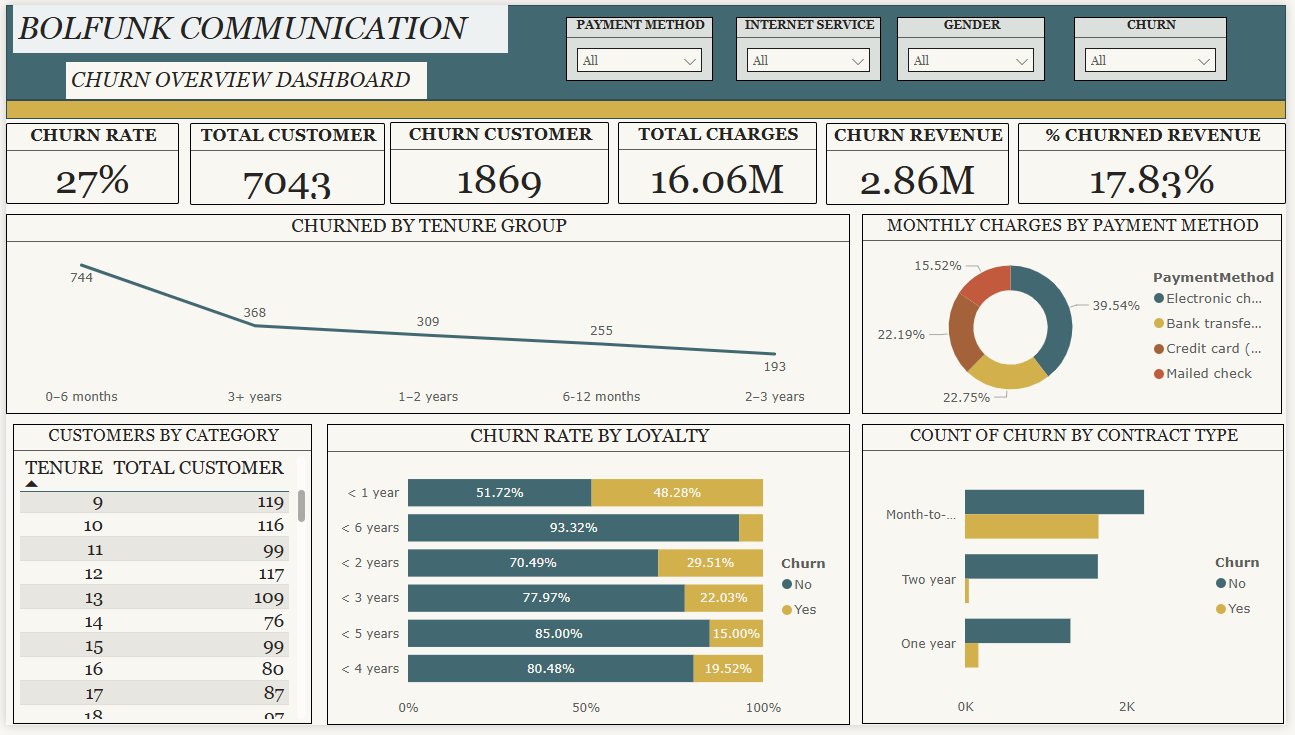 BOLFUNK COMMUNICATION
CHURN OVERVIEW DASHBOARD
PAYMENT METHOD
All
INTERNET SERVICE
All
GENDER
All
CHURN
All
CHURN RATE
27%
TOTAL CUSTOMER
7043
CHURN CUSTOMER
1869
TOTAL CHARGES
16.06M
CHURN REVENUE
2.86M
% CHURNED REVENUE
17.83%
CHURNED BY TENURE GROUP
744
368
309
255
193
0–6 months
3+ years
1–2 years
6-12 months
2–3 years
MONTHLY CHARGES BY PAYMENT METHOD
15.52%
39.54%
22.19%
22.75%
PaymentMethod
Electronic ch...
Bank transfe...
Credit card (...
Mailed check
CUSTOMERS BY CATEGORY
TENURE TOTAL CUSTOMER
9 119
10 116
11 99
12 117
13 109
14 76
15 99
16 80
17 87
18 97
CHURN RATE BY LOYALTY
< 1 year 51.72% 48.28%
< 6 years 93.32%
< 2 years 70.49% 29.51%
< 3 years 77.97% 22.03%
< 5 years 85.00% 15.00%
< 4 years 80.48% 19.52%
0% 50% 100%
Churn
No
Yes
COUNT OF CHURN BY CONTRACT TYPE
Month-to-...
Two year
One year
0K 2K
Churn
No
Yes